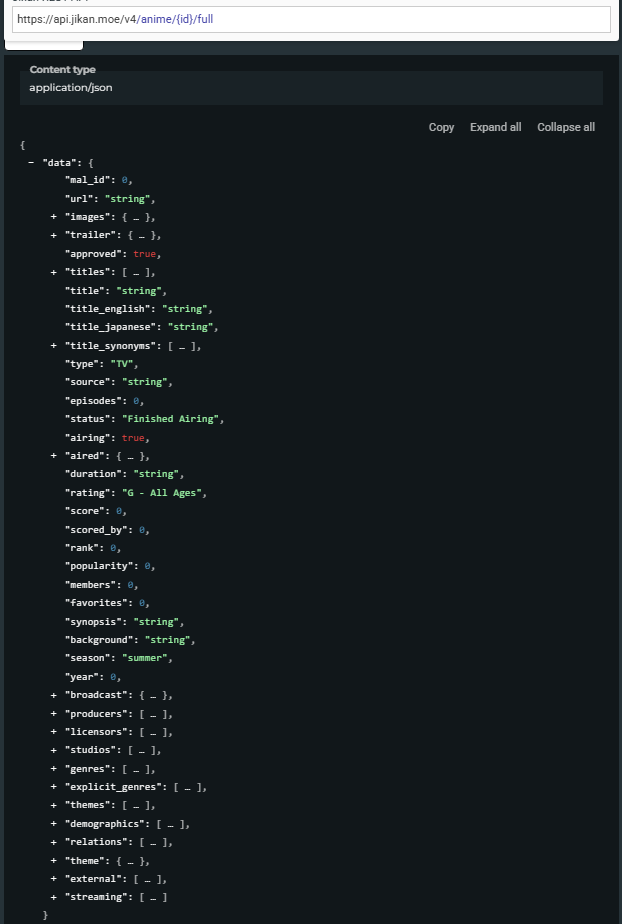 https://api.jikan.moe/v4/anime/{id}/full
Content type
application/json
Copy Expand all Collapse all
{
− "data": {
"mal_id": 0,
"url": "string",
+ "images": { … },
+ "trailer": { … },
"approved": true,
+ "titles": [ … ],
"title": "string",
"title_english": "string",
"title_japanese": "string",
+ "title_synonyms": [ … ],
"type": "TV",
"source": "string",
"episodes": 0,
"status": "Finished Airing",
"airing": true,
+ "aired": { … },
"duration": "string",
"rating": "G - All Ages",
"score": 0,
"scored_by": 0,
"rank": 0,
"popularity": 0,
"members": 0,
"favorites": 0,
"synopsis": "string",
"background": "string",
"season": "summer",
"year": 0,
+ "broadcast": { … },
+ "producers": [ … ],
+ "licensors": [ … ],
+ "studios": [ … ],
+ "genres": [ … ],
+ "explicit_genres": [ … ],
+ "themes": [ … ],
+ "demographics": [ … ],
+ "relations": [ … ],
+ "theme": { … },
+ "external": [ … ],
+ "streaming": [ … ]
}